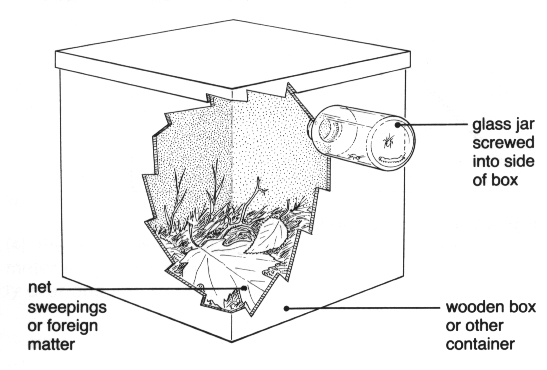 glass jar
screwed
into side
of box
net
sweepings
or foreign
matter
wooden box
or other
container